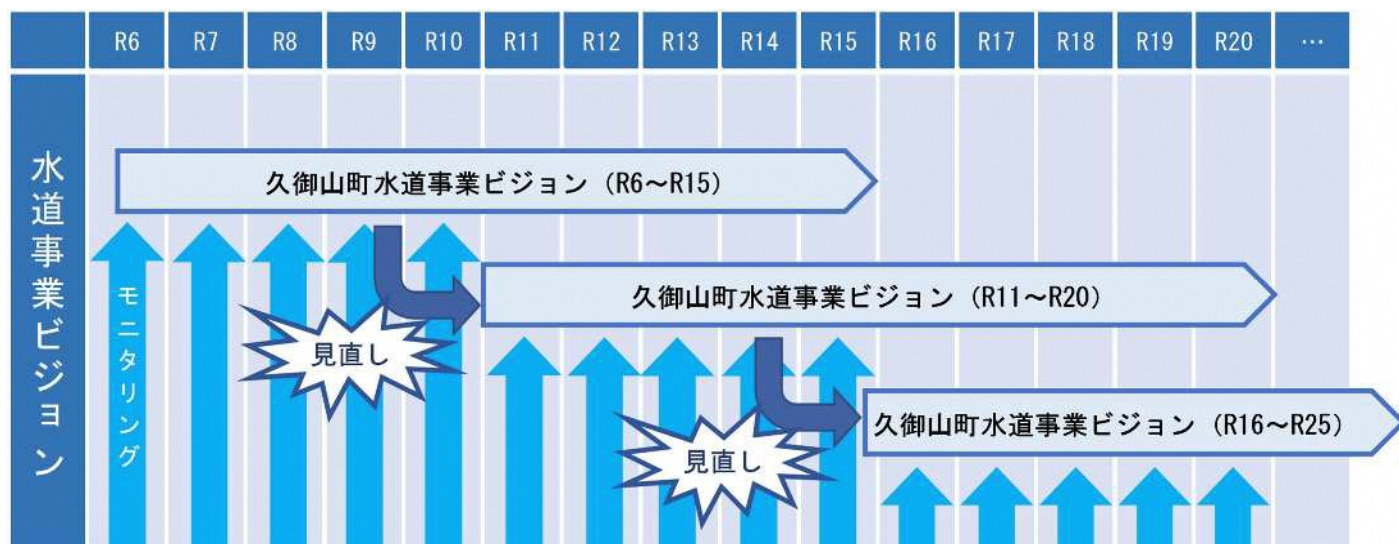 R6 R7 R8 R9 R10 R11 R12 R13 R14 R15 R16 R17 R18 R19 R20 …
水道事業ビジョン
久御山町水道事業ビジョン（R6～R15）
モニタリング
見直し
久御山町水道事業ビジョン（R11～R20）
見直し
久御山町水道事業ビジョン（R16～R25）